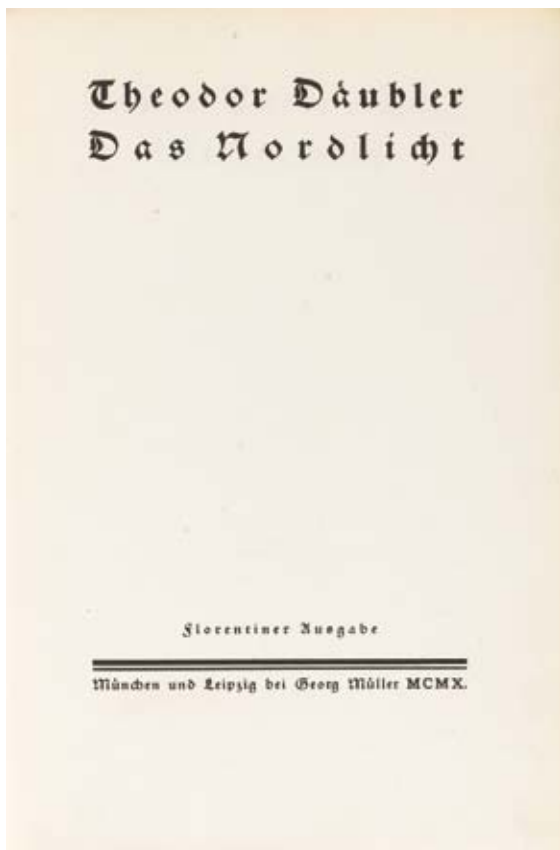 Theodor Däubler
Das Nordlicht
Florentiner Ausgabe
München und Leipzig bei Georg Müller MCMX.